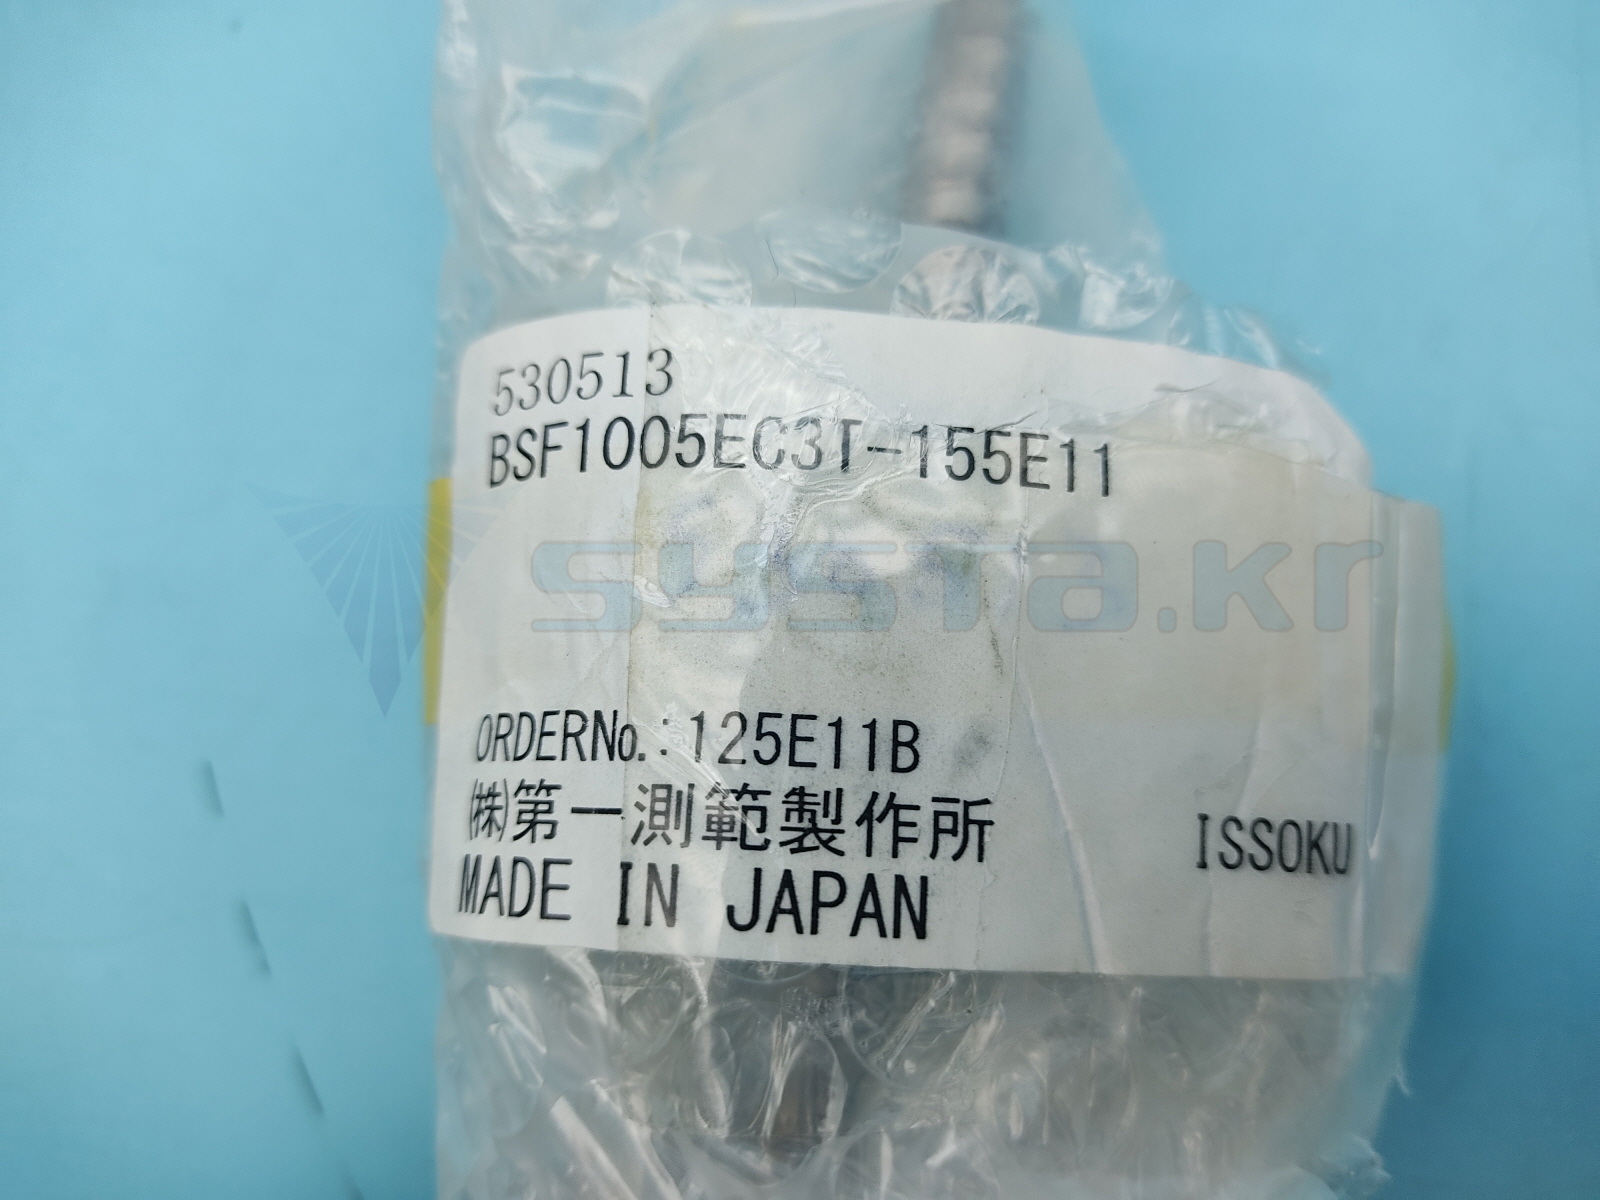 530513
BSF1005EC3T-155E11
systa.kr
ORDERNo.:125E11B
㈱第一測範製作所
ISSOKU
MADE IN JAPAN